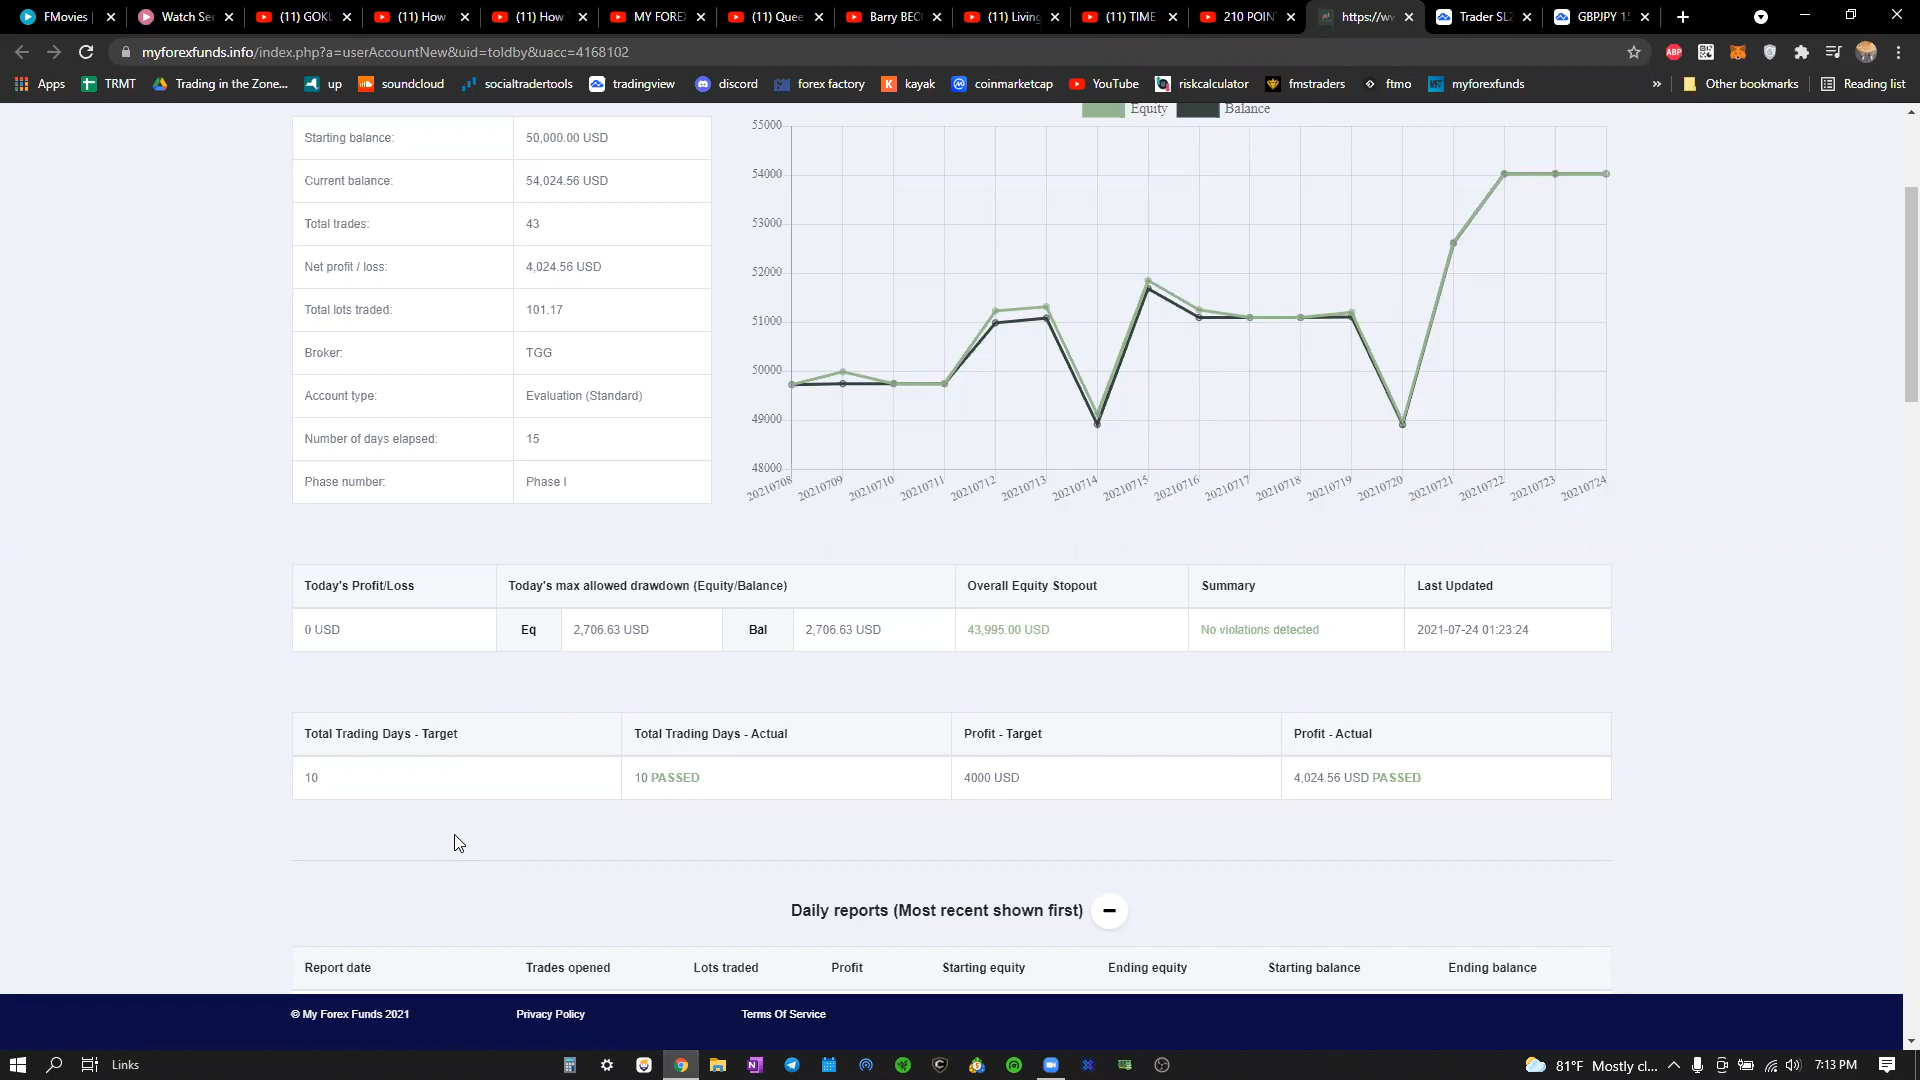 FMovies
Watch Se
(11) GOKU
(11) How
(11) How
MY FORE
(11) Quee
Barry BEC
(11) Living
(11) TIME
210 POIN
https://wv
Trader SL2
GBPJPY 15
myforexfunds.info/index.php?a=userAccountNew&uid=toldby&uacc=4168102
ABP
Apps
TRMT
Trading in the Zone...
up
soundcloud
socialtradertools
tradingview
discord
forex factory
kayak
coinmarketcap
YouTube
riskcalculator
fmstraders
ftmo
myforexfunds
»
Other bookmarks
Reading list
Equity
Balance
Starting balance: 50,000.00 USD
Current balance: 54,024.56 USD
Total trades: 43
Net profit / loss: 4,024.56 USD
Total lots traded: 101.17
Broker: TGG
Account type: Evaluation (Standard)
Number of days elapsed: 15
Phase number: Phase I
55000
54000
53000
52000
51000
50000
49000
48000
20210708 20210709 20210710 20210711 20210712 20210713 20210714 20210715 20210716 20210717 20210718 20210719 20210720 20210721 20210722 20210723 20210724
Today's Profit/Loss Today's max allowed drawdown (Equity/Balance) Overall Equity Stopout Summary Last Updated
0 USD Eq 2,706.63 USD Bal 2,706.63 USD 43,995.00 USD No violations detected 2021-07-24 01:23:24
Total Trading Days - Target Total Trading Days - Actual Profit - Target Profit - Actual
10 10 PASSED 4000 USD 4,024.56 USD PASSED
Daily reports (Most recent shown first)
Report date Trades opened Lots traded Profit Starting equity Ending equity Starting balance Ending balance
© My Forex Funds 2021 Privacy Policy Terms Of Service
Links
81°F Mostly cl...
7:13 PM